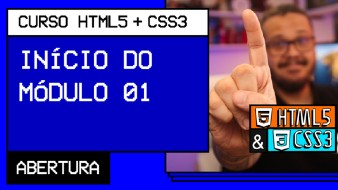 CURSO HTML5 + CSS3
INÍCIO DO
MÓDULO 01
HTML5
& CSS3
ABERTURA